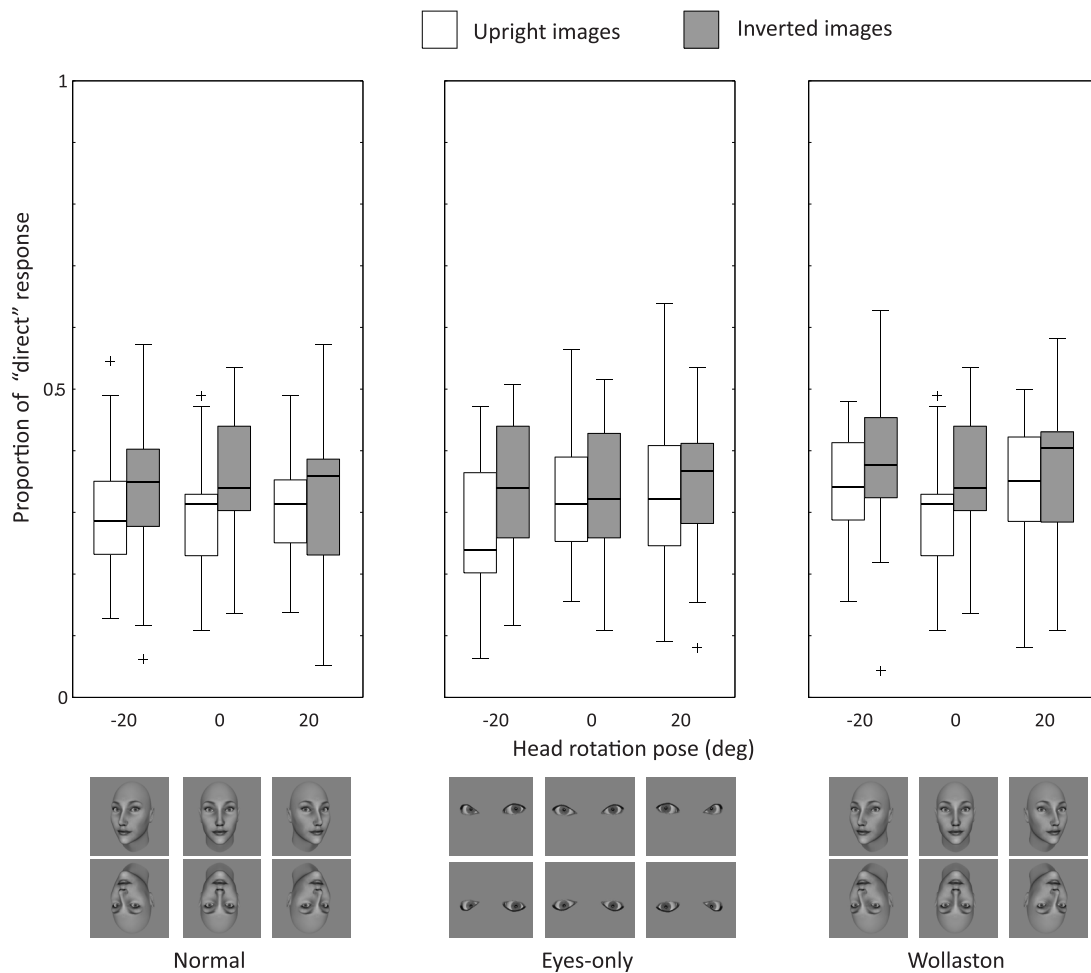 Upright images
Inverted images
Proportion of “direct” response
1
0.5
0
-20 0 20
-20 0 20
-20 0 20
Head rotation pose (deg)
Normal
Eyes-only
Wollaston